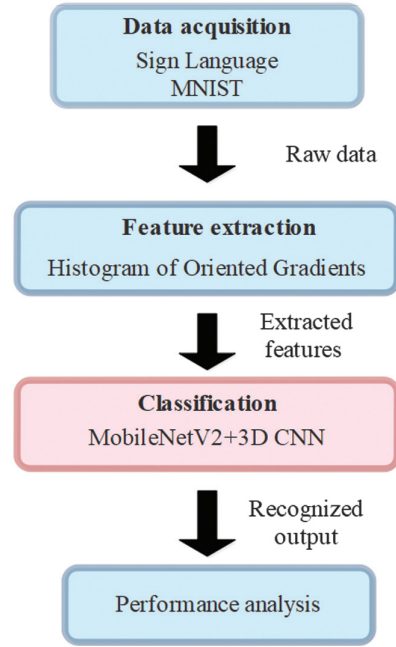 Data acquisition
Sign Language
MNIST
Raw data
Feature extraction
Histogram of Oriented Gradients
Extracted
features
Classification
MobileNetV2+3D CNN
Recognized
output
Performance analysis